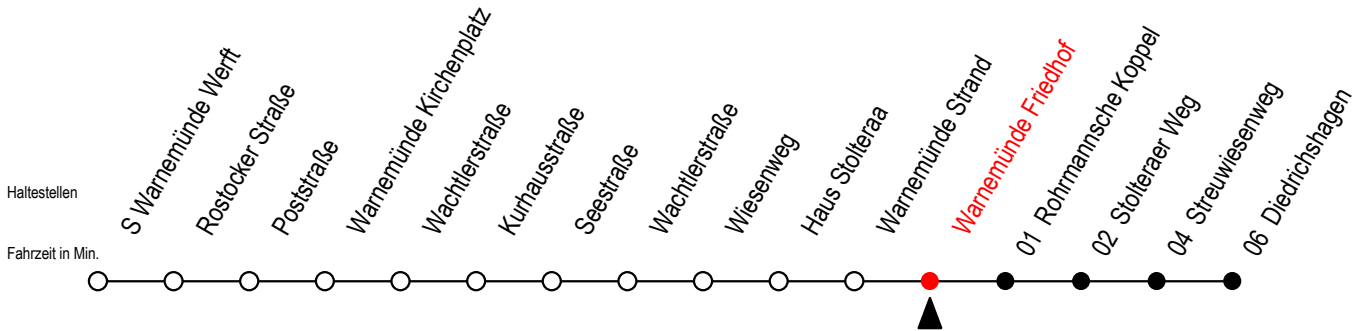 S Warnemünde Werft
Rostocker Straße
Poststraße
Warnemünde Kirchenplatz
Wachtlerstraße
Kurhausstraße
Seestraße
Wachtlerstraße
Wiesenweg
Haus Stolteraa
Warnemünde Strand
Warnemünde Friedhof
01 Rohrmannsche Koppel
02 Stolteraer Weg
04 Streuwiesenweg
06 Diedrichshagen
Haltestellen
Fahrzeit in Min.